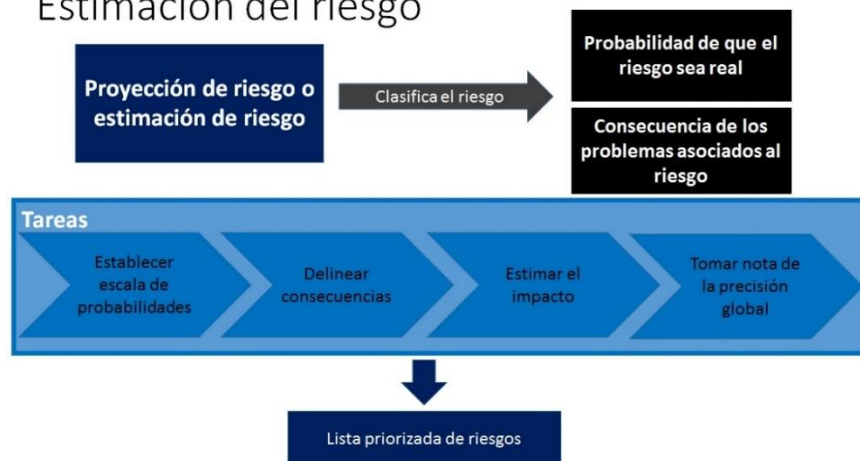 Estimación del riesgo
Proyección de riesgo o
estimación de riesgo
Clasifica el riesgo
Probabilidad de que el
riesgo sea real
Consecuencia de los
problemas asociados al
riesgo
Tareas
Establecer
escala de
probabilidades
Delinear
consecuencias
Estimar el
impacto
Tomar nota de
la precisión
global
Lista priorizada de riesgos